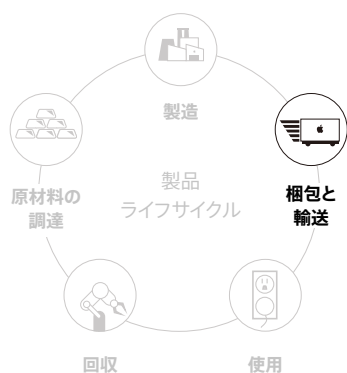 製造
梱包と
輸送
使用
回収
原材料の
調達
製品
ライフサイクル